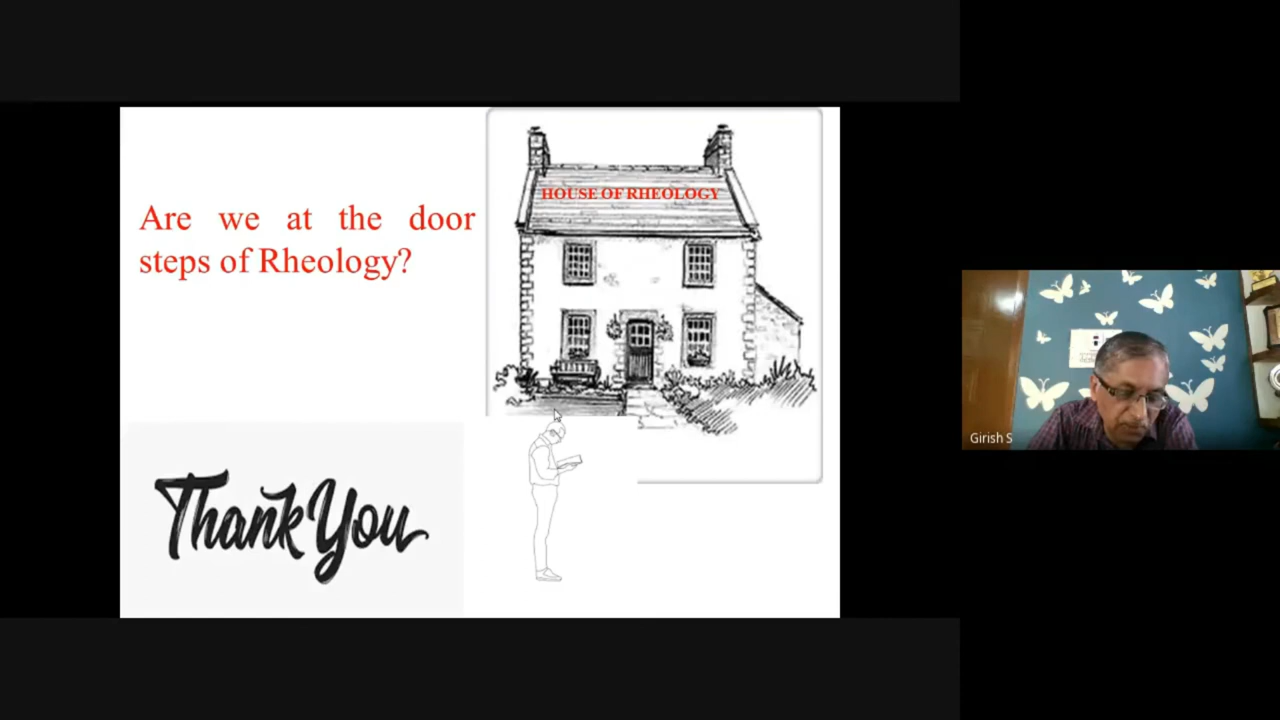 Are we at the door
steps of Rheology?
HOUSE OF RHEOLOGY
Thank You
Girish S